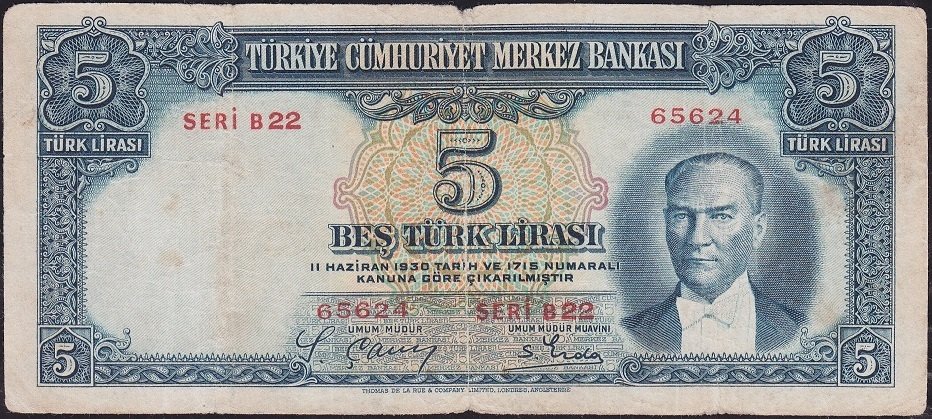 TÜRKİYE CÜMHURİYET MERKEZ BANKASI
5
5
TÜRK LİRASI
TÜRK LİRASI
SERİ B22
65624
5
BEŞ TÜRK LİRASI
11 HAZİRAN 1930 TARİH VE 1715 NUMARALI
KANUNA GÖRE ÇIKARILMIŞTIR
65624 SERİ B22
UMUM MÜDÜR
UMUM MÜDÜR MUAVİNİ
5
5
THOMAS DE LA RUE & COMPANY, LIMITED, LONDRES, ANGLETERRE